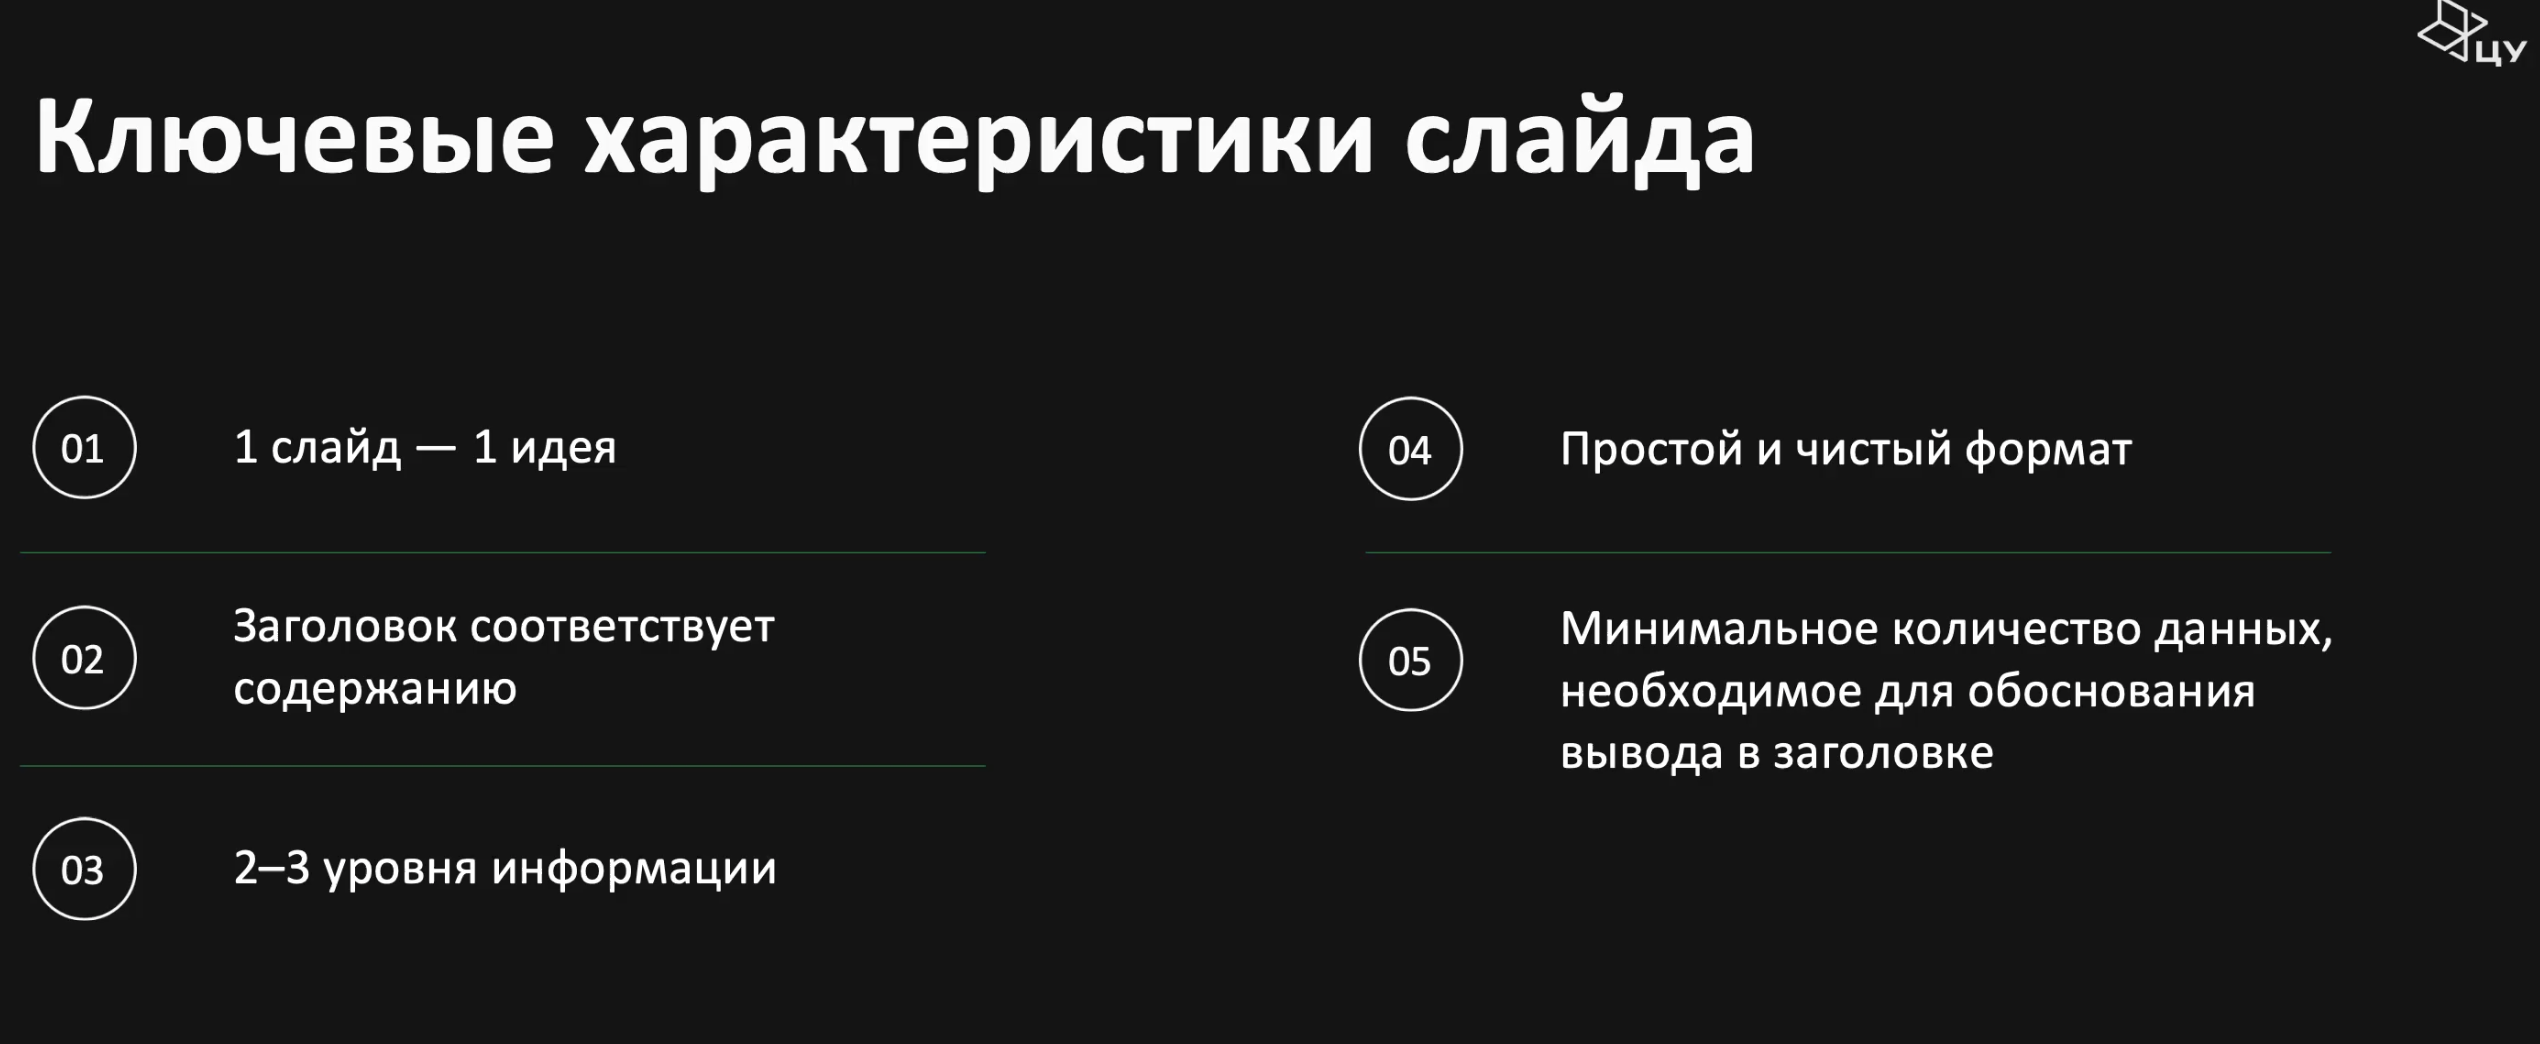 ЦУ
Ключевые характеристики слайда
01
1 слайд — 1 идея
02
Заголовок соответствует
содержанию
03
2–3 уровня информации
04
Простой и чистый формат
05
Минимальное количество данных,
необходимое для обоснования
вывода в заголовке